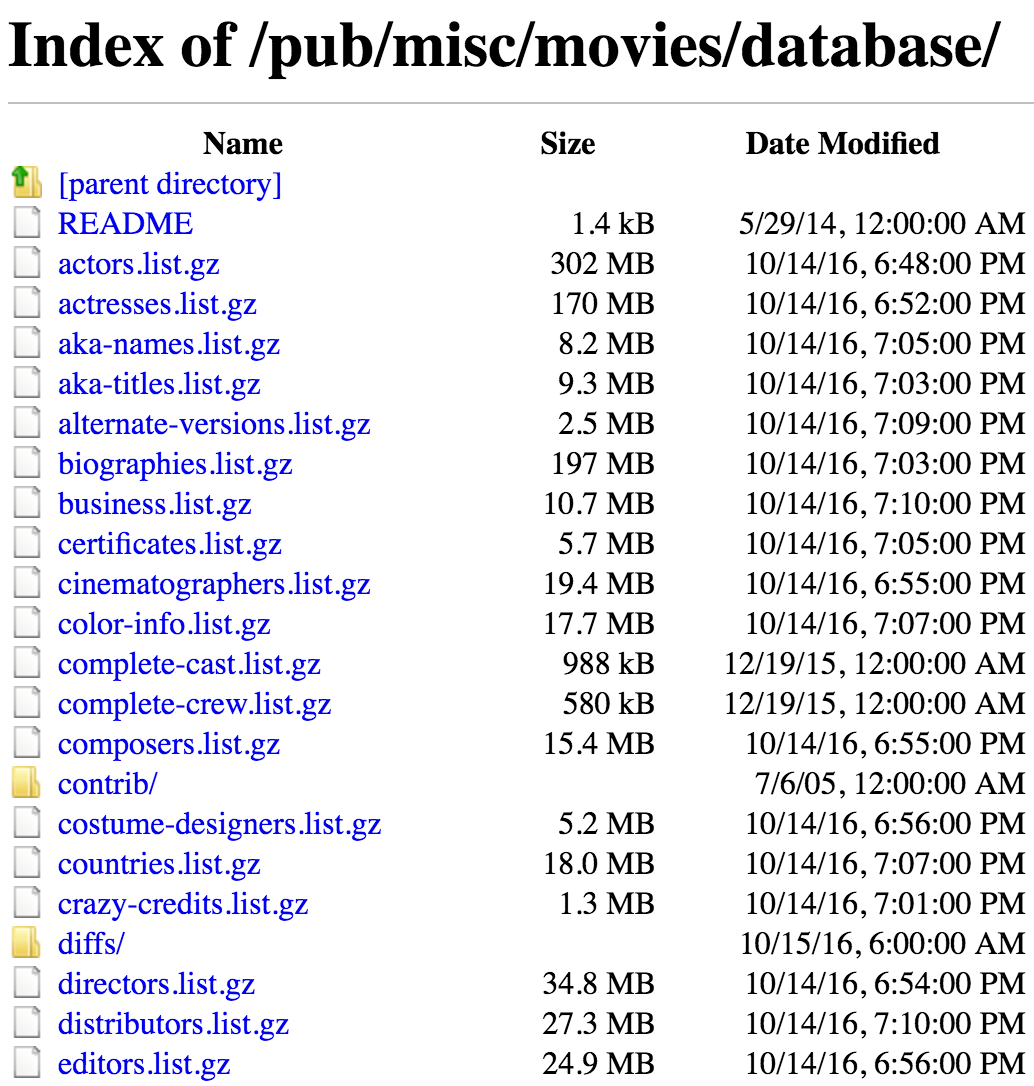 Index of /pub/misc/movies/database/
Name Size Date Modified
[parent directory]
README 1.4 kB 5/29/14, 12:00:00 AM
actors.list.gz 302 MB 10/14/16, 6:48:00 PM
actresses.list.gz 170 MB 10/14/16, 6:52:00 PM
aka-names.list.gz 8.2 MB 10/14/16, 7:05:00 PM
aka-titles.list.gz 9.3 MB 10/14/16, 7:03:00 PM
alternate-versions.list.gz 2.5 MB 10/14/16, 7:09:00 PM
biographies.list.gz 197 MB 10/14/16, 7:03:00 PM
business.list.gz 10.7 MB 10/14/16, 7:10:00 PM
certificates.list.gz 5.7 MB 10/14/16, 7:05:00 PM
cinematographers.list.gz 19.4 MB 10/14/16, 6:55:00 PM
color-info.list.gz 17.7 MB 10/14/16, 7:07:00 PM
complete-cast.list.gz 988 kB 12/19/15, 12:00:00 AM
complete-crew.list.gz 580 kB 12/19/15, 12:00:00 AM
composers.list.gz 15.4 MB 10/14/16, 6:55:00 PM
contrib/ 7/6/05, 12:00:00 AM
costume-designers.list.gz 5.2 MB 10/14/16, 6:56:00 PM
countries.list.gz 18.0 MB 10/14/16, 7:07:00 PM
crazy-credits.list.gz 1.3 MB 10/14/16, 7:01:00 PM
diffs/ 10/15/16, 6:00:00 AM
directors.list.gz 34.8 MB 10/14/16, 6:54:00 PM
distributors.list.gz 27.3 MB 10/14/16, 7:10:00 PM
editors.list.gz 24.9 MB 10/14/16, 6:56:00 PM